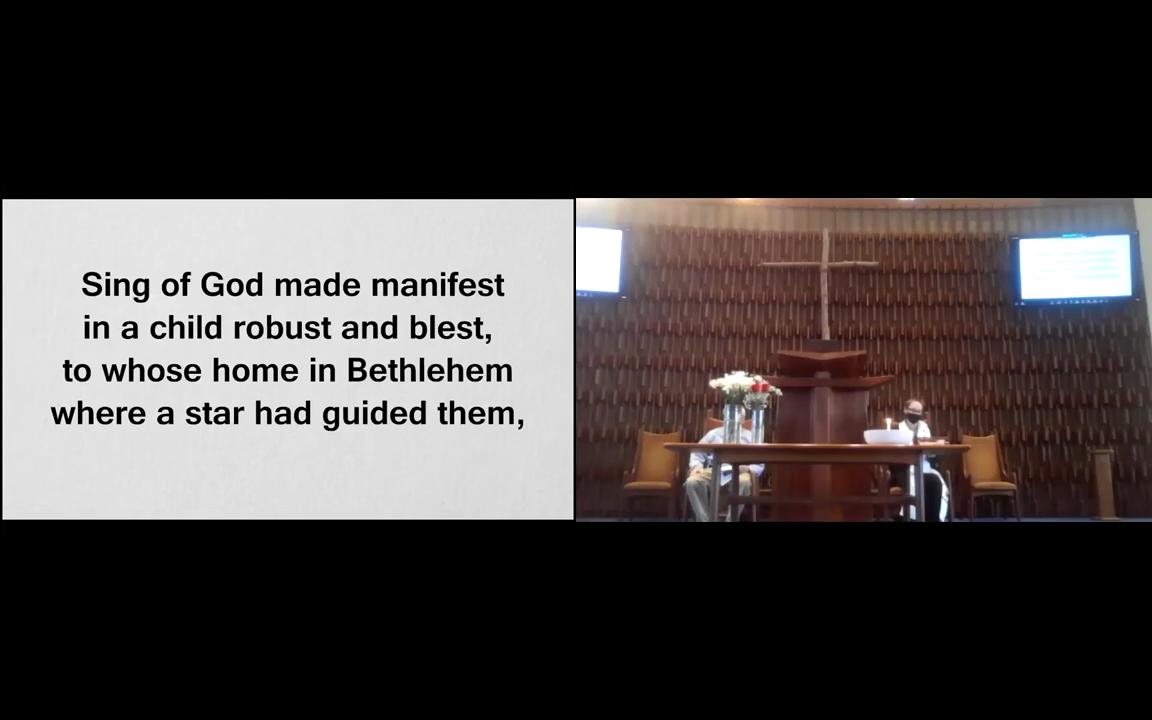 Sing of God made manifest
in a child robust and blest,
to whose home in Bethlehem
where a star had guided them,